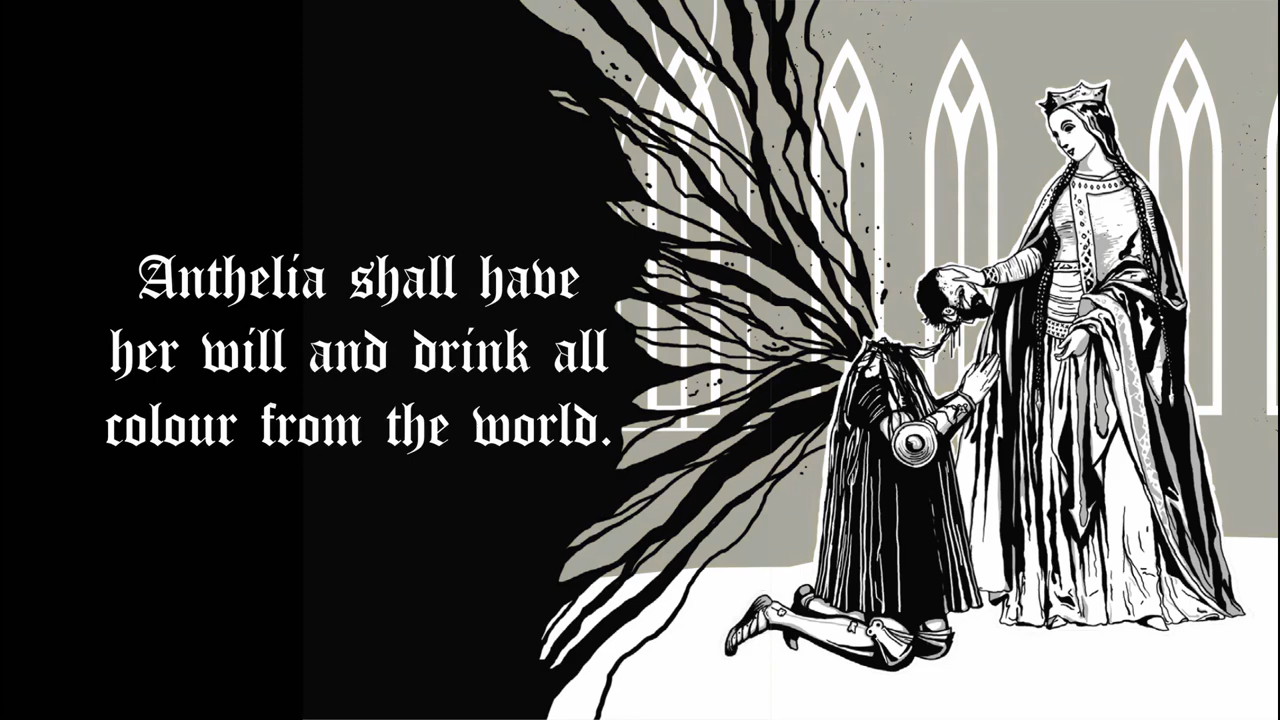 Anthelia shall have
her will and drink all
colour from the world.